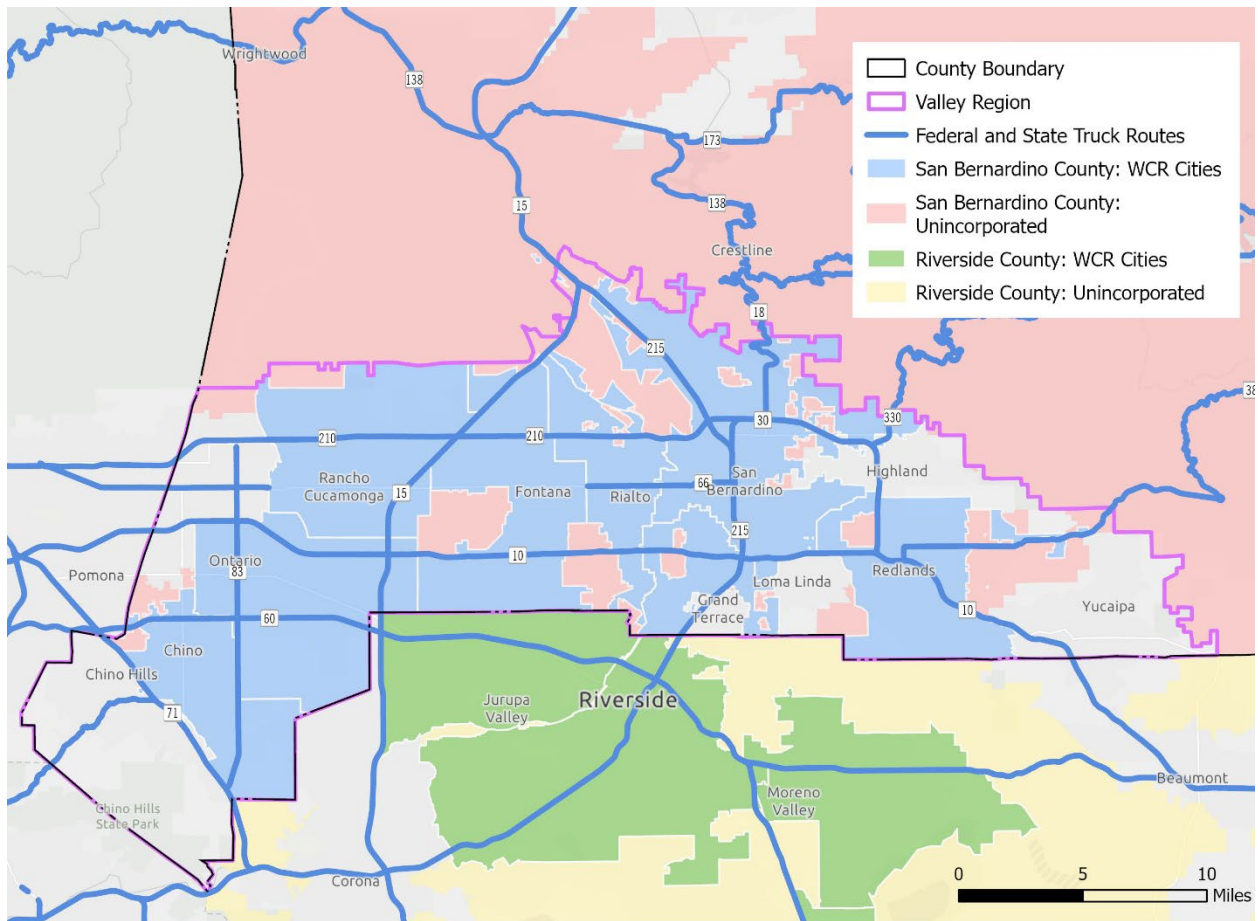 Wrightwood
138
173
138
15
Crestline
18
215
30
330
38
210
210
Rancho
Cucamonga
15
Fontana
Rialto
66
San
Bernardino
Highland
215
10
Pomona
Ontario
83
Loma Linda
Redlands
Grand
Terrace
10
Yucaipa
60
Chino
Chino Hills
71
Jurupa
Valley
Riverside
Moreno
Valley
Beaumont
Chino Hills
State Park
Corona
County Boundary
Valley Region
Federal and State Truck Routes
San Bernardino County: WCR Cities
San Bernardino County:
Unincorporated
Riverside County: WCR Cities
Riverside County: Unincorporated
0 5 10
Miles